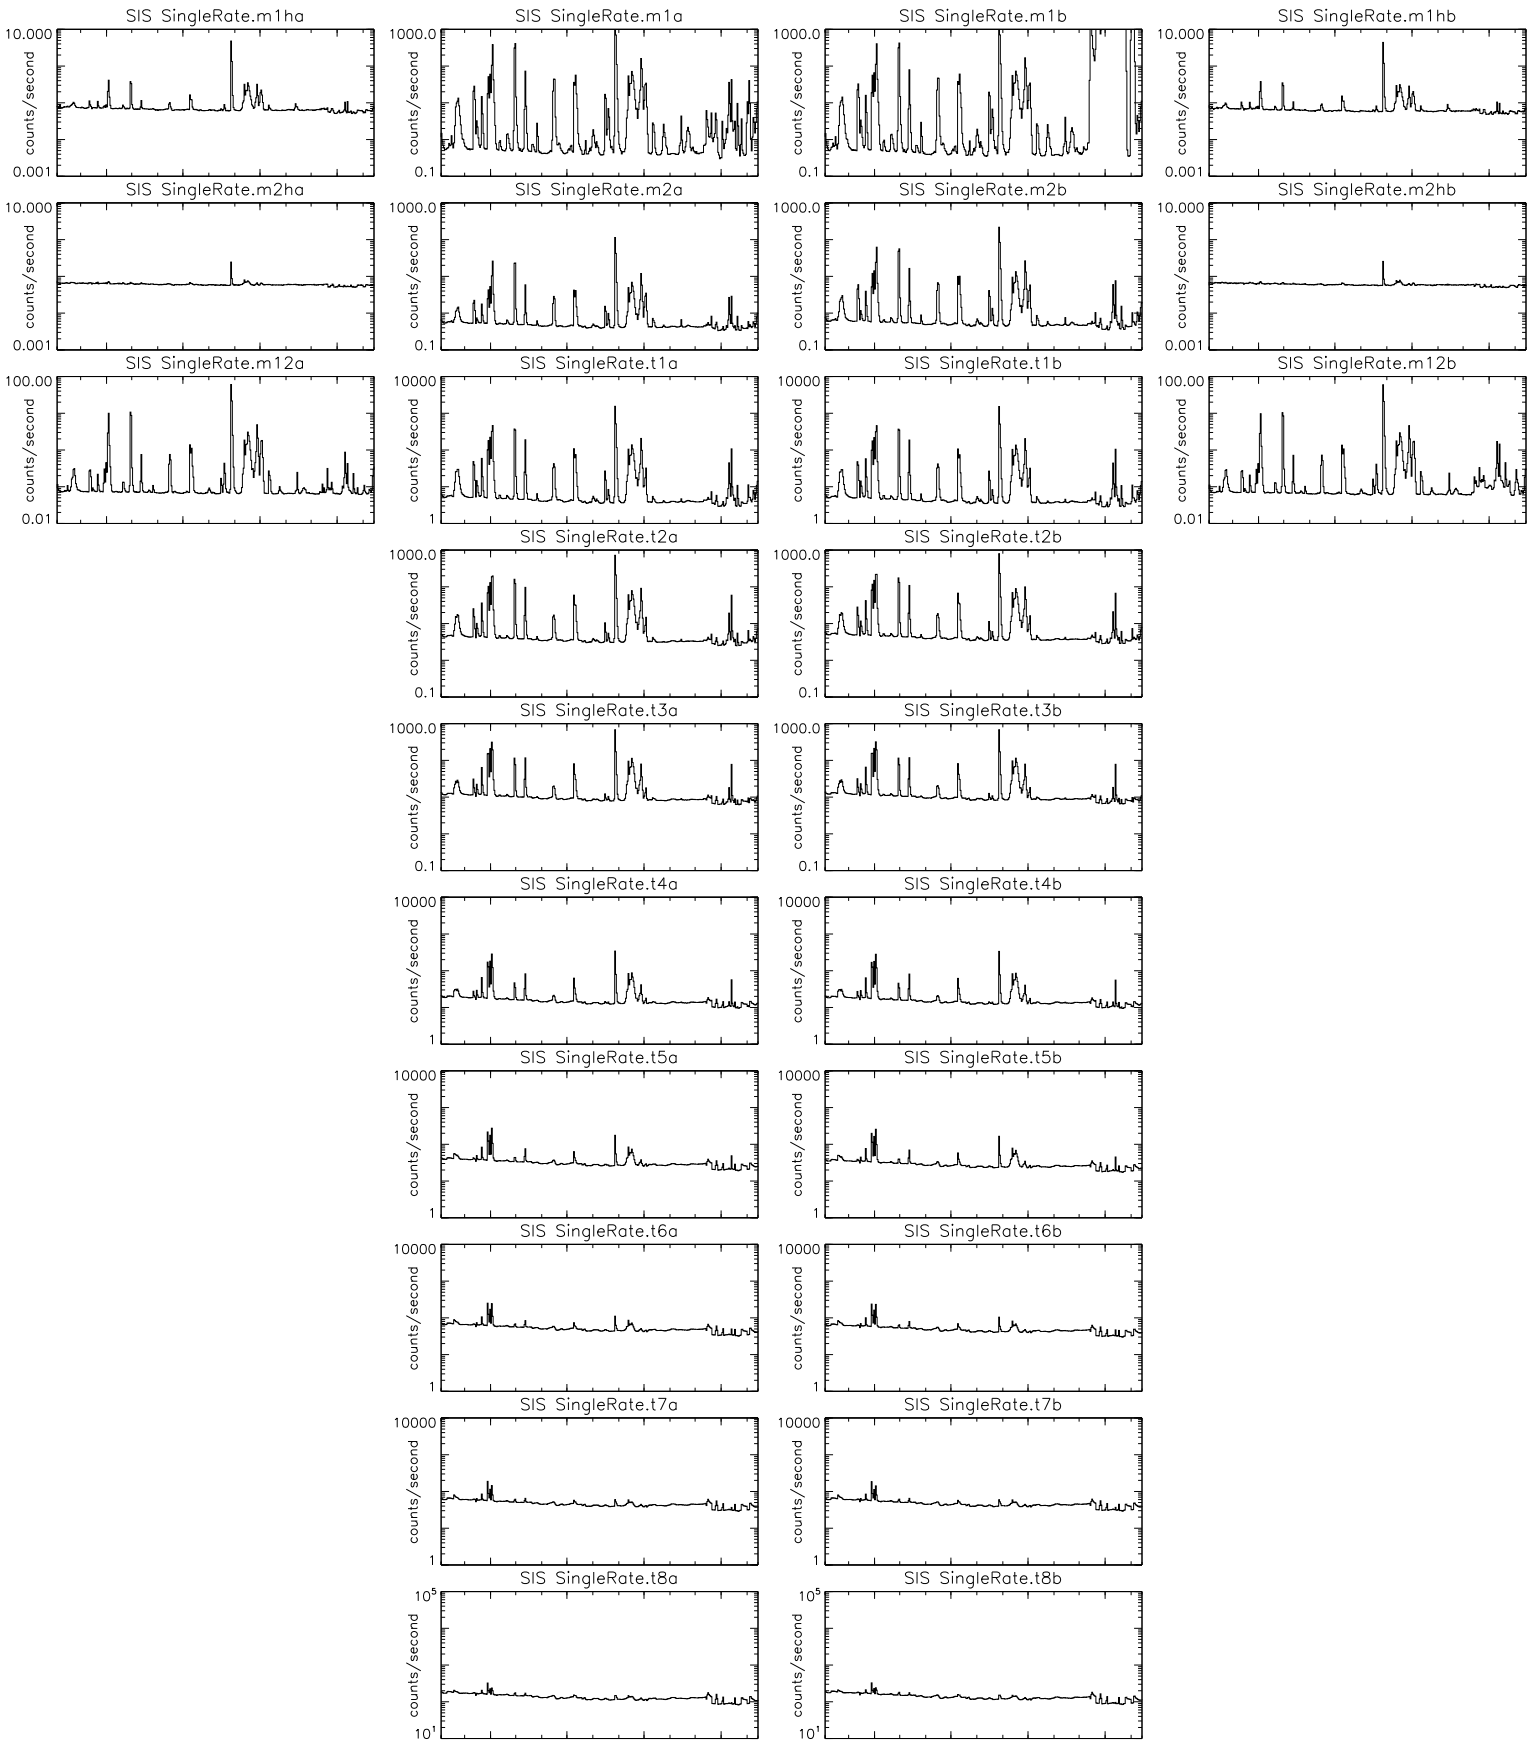 SIS SingleRate.m1ha SIS SingleRate.m1a SIS SingleRate.m1b SIS SingleRate.m1hb
10.000 1000.0 1000.0 10.000
counts/second counts/second counts/second counts/second
0.001 0.1 0.1 0.001
SIS SingleRate.m2ha SIS SingleRate.m2a SIS SingleRate.m2b SIS SingleRate.m2hb
10.000 1000.0 1000.0 10.000
counts/second counts/second counts/second counts/second
0.001 0.1 0.1 0.001
SIS SingleRate.m12a SIS SingleRate.t1a SIS SingleRate.t1b SIS SingleRate.m12b
100.00 10000 10000 100.00
counts/second counts/second counts/second counts/second
0.01 1 1 0.01
SIS SingleRate.t2a SIS SingleRate.t2b
1000.0 1000.0
counts/second counts/second
0.1 0.1
SIS SingleRate.t3a SIS SingleRate.t3b
1000.0 1000.0
counts/second counts/second
0.1 0.1
SIS SingleRate.t4a SIS SingleRate.t4b
10000 10000
counts/second counts/second
1 1
SIS SingleRate.t5a SIS SingleRate.t5b
10000 10000
counts/second counts/second
1 1
SIS SingleRate.t6a SIS SingleRate.t6b
10000 10000
counts/second counts/second
1 1
SIS SingleRate.t7a SIS SingleRate.t7b
10000 10000
counts/second counts/second
1 1
SIS SingleRate.t8a SIS SingleRate.t8b
10⁵ 10⁵
counts/second counts/second
10¹ 10¹